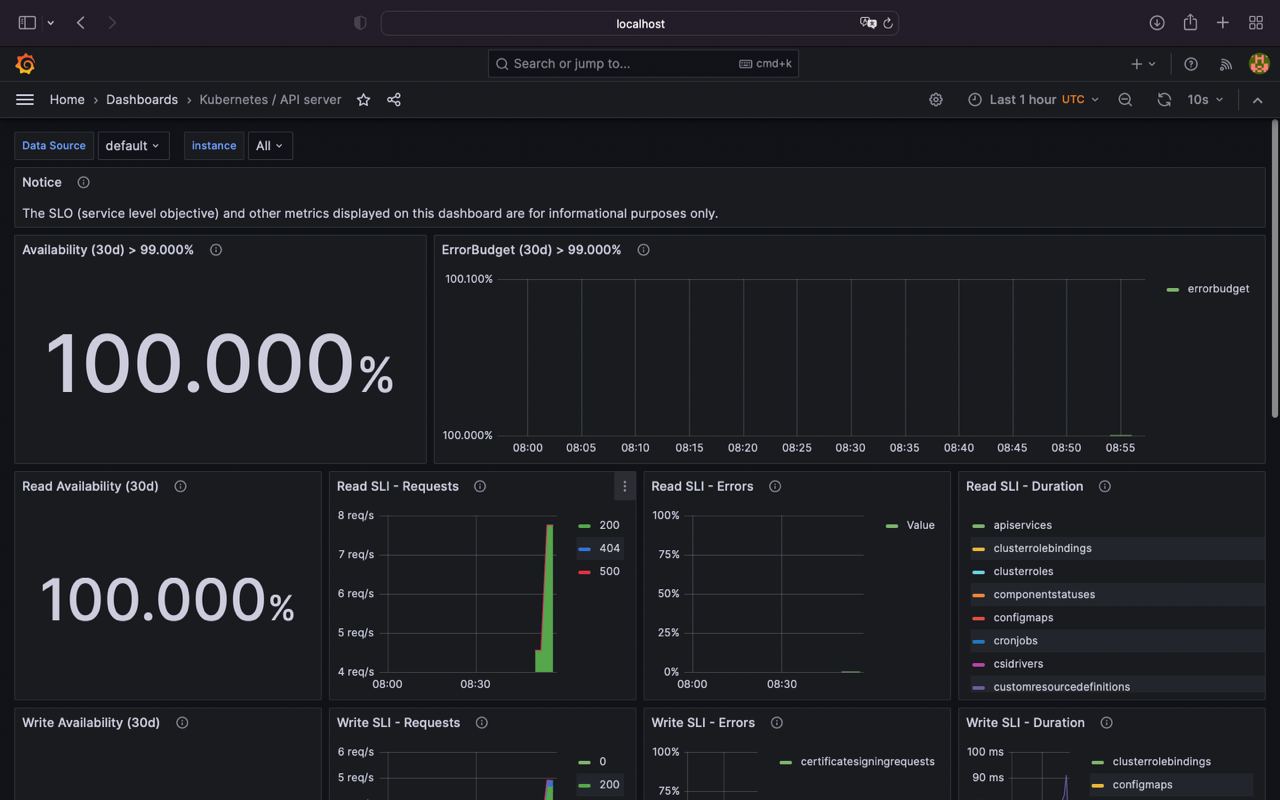 localhost
Search or jump to...
cmd+k
Home › Dashboards › Kubernetes / API server
Last 1 hour UTC
10s
Data Source
default
instance
All
Notice
The SLO (service level objective) and other metrics displayed on this dashboard are for informational purposes only.
Availability (30d) > 99.000%
100.000%
ErrorBudget (30d) > 99.000%
100.100%
100.000%
08:00 08:05 08:10 08:15 08:20 08:25 08:30 08:35 08:40 08:45 08:50 08:55
errorbudget
Read Availability (30d)
100.000%
Read SLI - Requests
8 req/s
7 req/s
6 req/s
5 req/s
4 req/s
08:00 08:30
200
404
500
Read SLI - Errors
100%
75%
50%
25%
0%
08:00 08:30
Value
Read SLI - Duration
apiservices
clusterrolebindings
clusterroles
componentstatuses
configmaps
cronjobs
csidrivers
customresourcedefinitions
Write Availability (30d)
Write SLI - Requests
6 req/s
5 req/s
0
200
Write SLI - Errors
100%
75%
certificatesigningrequests
Write SLI - Duration
100 ms
90 ms
clusterrolebindings
configmaps